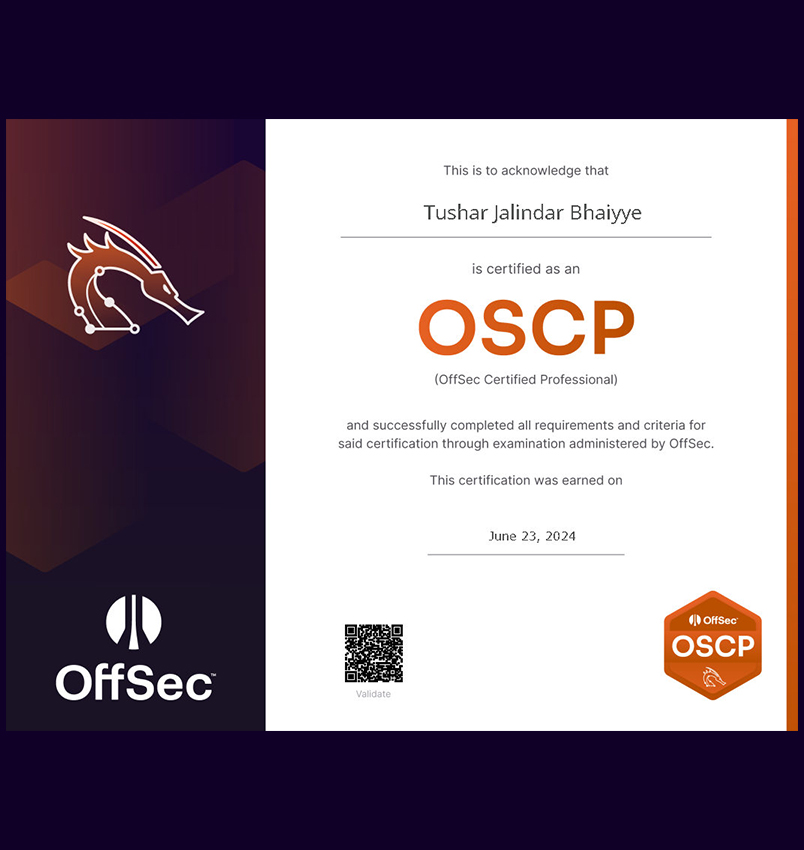 This is to acknowledge that
Tushar Jalindar Bhaiyye
is certified as an
OSCP
(OffSec Certified Professional)
and successfully completed all requirements and criteria for
said certification through examination administered by OffSec.
This certification was earned on
June 23, 2024
OffSec™
Validate
OffSec®
OSCP